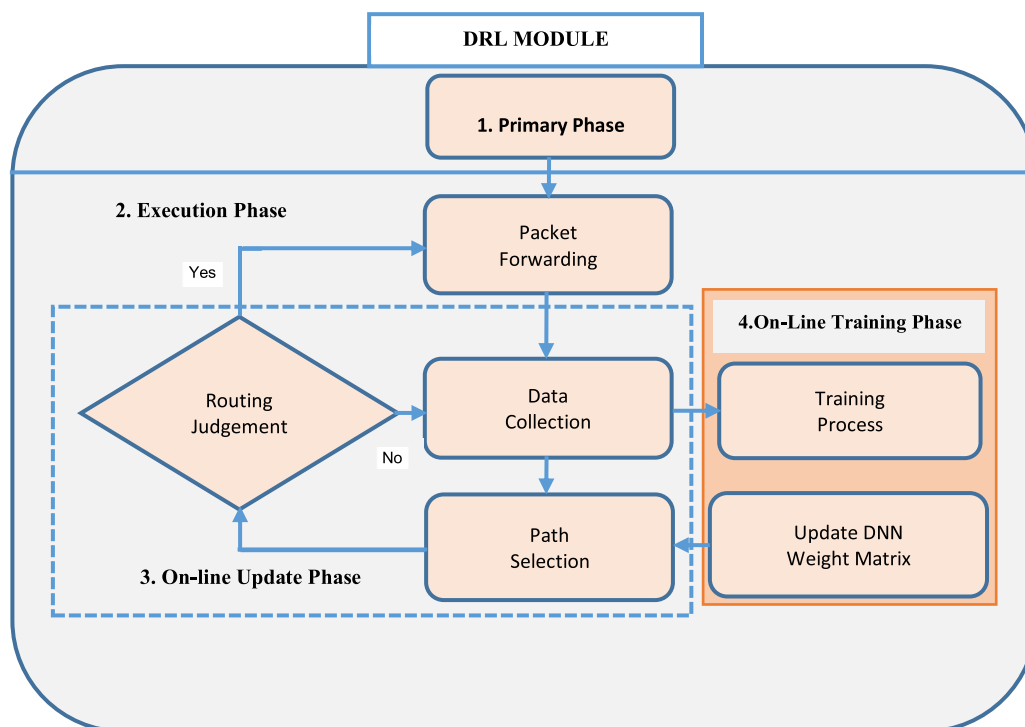 DRL MODULE
1. Primary Phase
2. Execution Phase
Packet
Forwarding
Yes
4.On-Line Training Phase
Routing
Judgement
Data
Collection
Training
Process
No
Path
Selection
Update DNN
Weight Matrix
3. On-line Update Phase